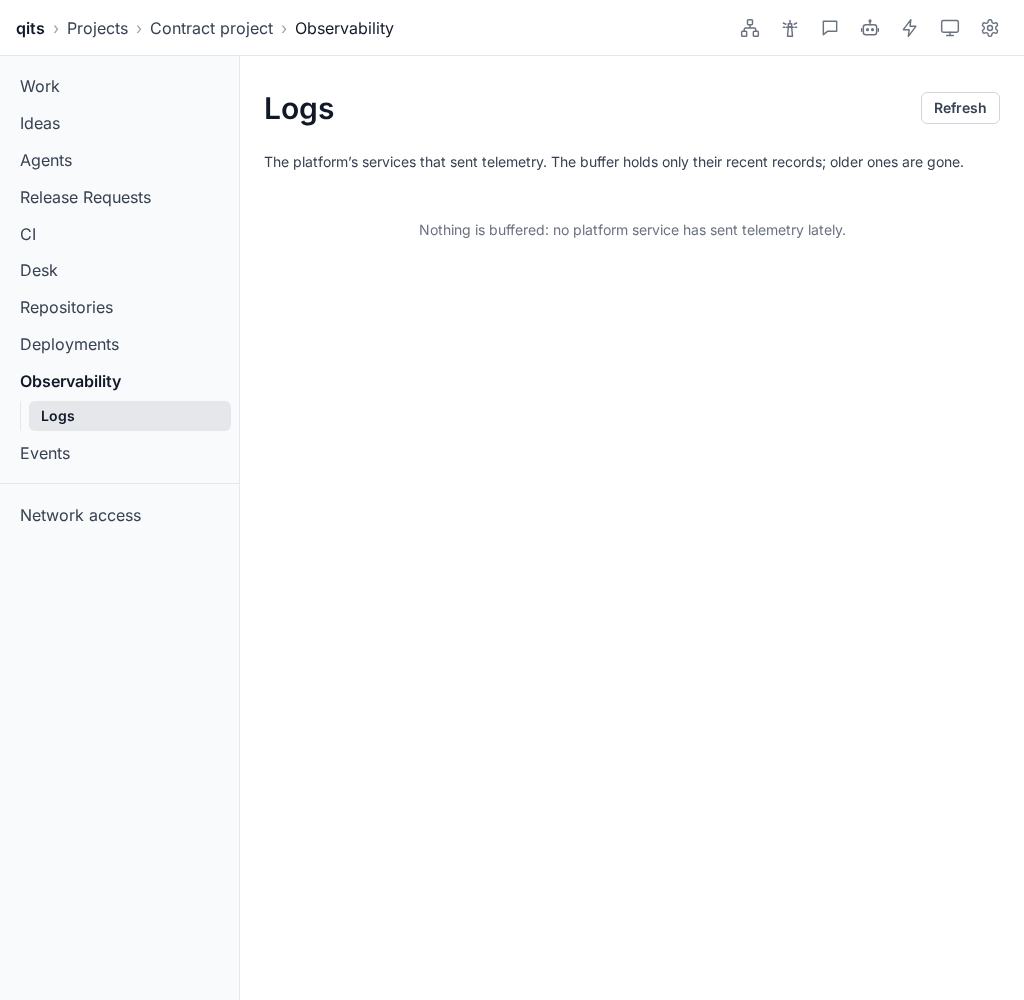 qits › Projects › Contract project › Observability
Work
Ideas
Agents
Release Requests
CI
Desk
Repositories
Deployments
Observability
Logs
Events
Network access
Logs
Refresh
The platform’s services that sent telemetry. The buffer holds only their recent records; older ones are gone.
Nothing is buffered: no platform service has sent telemetry lately.